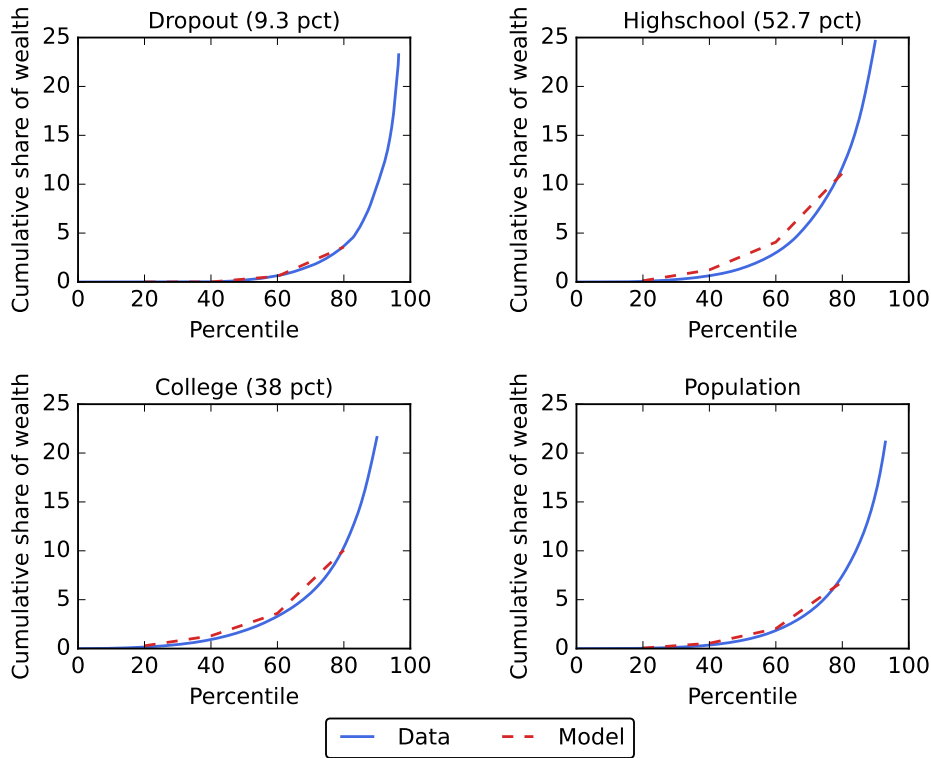 Dropout (9.3 pct)
Cumulative share of wealth
25
20
15
10
5
0
0 20 40 60 80 100
Percentile
Highschool (52.7 pct)
Cumulative share of wealth
25
20
15
10
5
0
0 20 40 60 80 100
Percentile
College (38 pct)
Cumulative share of wealth
25
20
15
10
5
0
0 20 40 60 80 100
Percentile
Population
Cumulative share of wealth
25
20
15
10
5
0
0 20 40 60 80 100
Percentile
Data Model